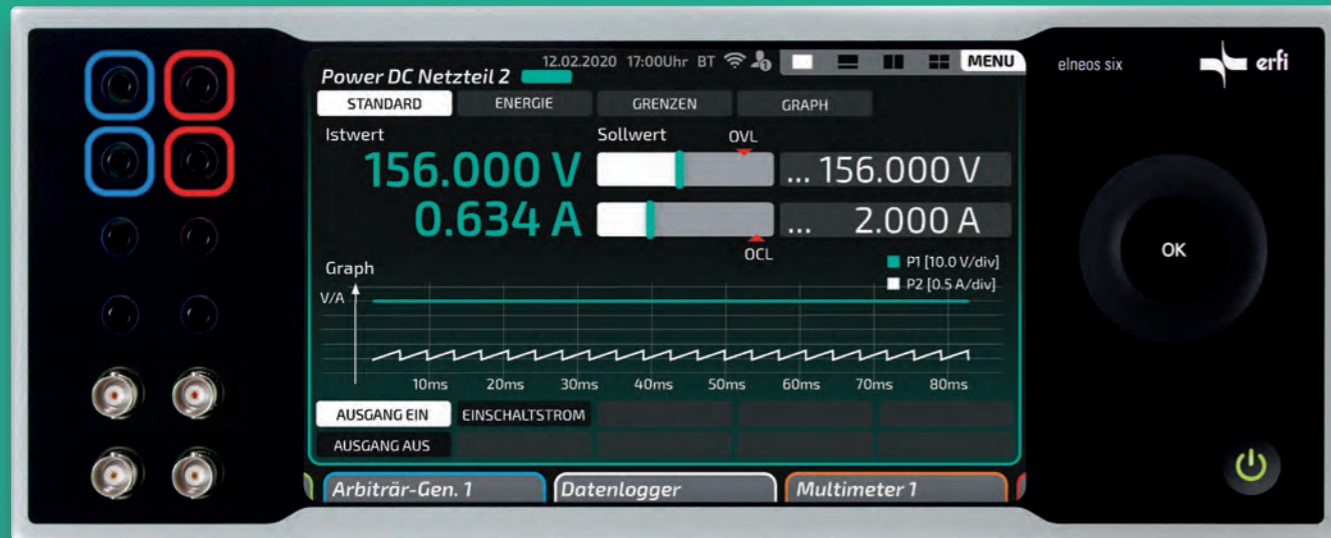 12.02.2020 17:00Uhr BT
MENU
Power DC Netzteil 2
STANDARD ENERGIE GRENZEN GRAPH
Istwert Sollwert OVL
156.000 V ... 156.000 V
0.634 A ... 2.000 A
OCL
Graph
P1 [10.0 V/div]
P2 [0.5 A/div]
V/A
10ms 20ms 30ms 40ms 50ms 60ms 70ms 80ms
AUSGANG EIN EINSCHALTSTROM
AUSGANG AUS
Arbiträr-Gen. 1 Datenlogger Multimeter 1
elneos six erfi
OK